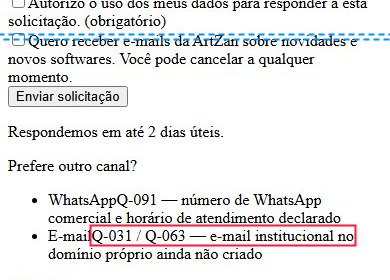 Autorizo o uso dos meus dados para responder a esta
solicitação. (obrigatório)
Quero receber e-mails da ArtZan sobre novidades e
novos softwares. Você pode cancelar a qualquer
momento.
Enviar solicitação
Respondemos em até 2 dias úteis.
Prefere outro canal?
• WhatsAppQ-091 — número de WhatsApp
comercial e horário de atendimento declarado
• E-mailQ-031 / Q-063 — e-mail institucional no
domínio próprio ainda não criado